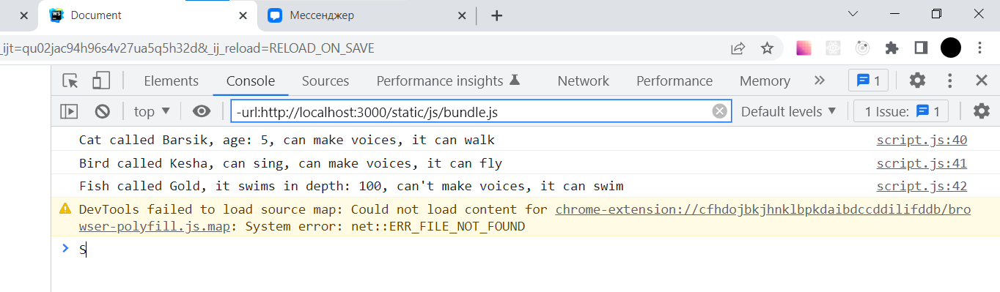 Document
Мессенджер
_ijt=qu02jac94h96s4v27ua5q5h32d&_ij_reload=RELOAD_ON_SAVE
Elements Console Sources Performance insights Network Performance Memory 1
top -url:http://localhost:3000/static/js/bundle.js Default levels 1 Issue: 1
Cat called Barsik, age: 5, can make voices, it can walk script.js:40
Bird called Kesha, can sing, can make voices, it can fly script.js:41
Fish called Gold, it swims in depth: 100, can't make voices, it can swim script.js:42
DevTools failed to load source map: Could not load content for chrome-extension://cfhdojbkjhnklbpkdaibdccddilifddb/bro
wser-polyfill.js.map: System error: net::ERR_FILE_NOT_FOUND
S